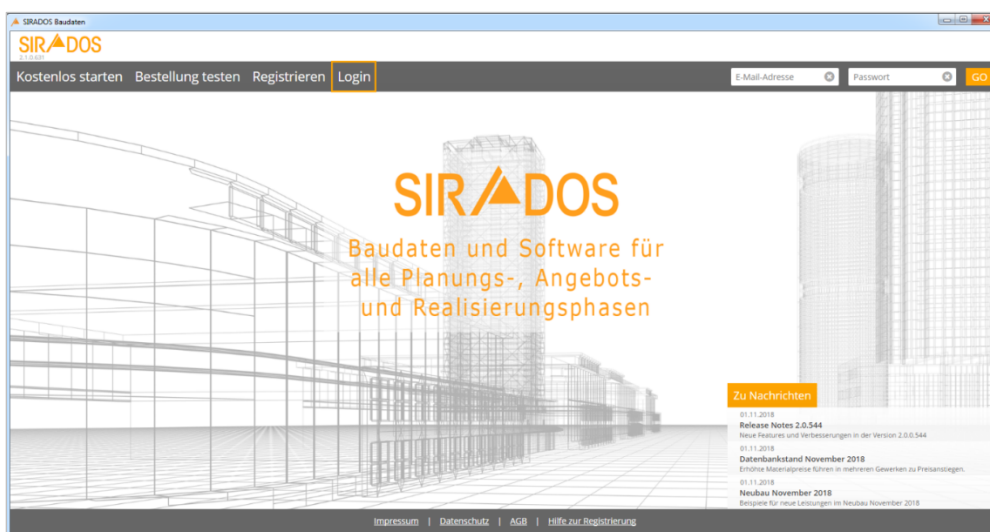 SIRADOS Baudaten
SIRADOS
2.1.0.631
Kostenlos starten Bestellung testen Registrieren Login
E-Mail-Adresse Passwort GO
SIRADOS
Baudaten und Software für
alle Planungs-, Angebots-
und Realisierungsphasen
Zu Nachrichten
01.11.2018
Release Notes 2.0.544
Neue Features und Verbesserungen in der Version 2.0.0.544
01.11.2018
Datenbankstand November 2018
Erhöhte Materialpreise führen in mehreren Gewerken zu Preisanstiegen.
01.11.2018
Neubau November 2018
Beispiele für neue Leistungen im Neubau November 2018
Impressum | Datenschutz | AGB | Hilfe zur Registrierung